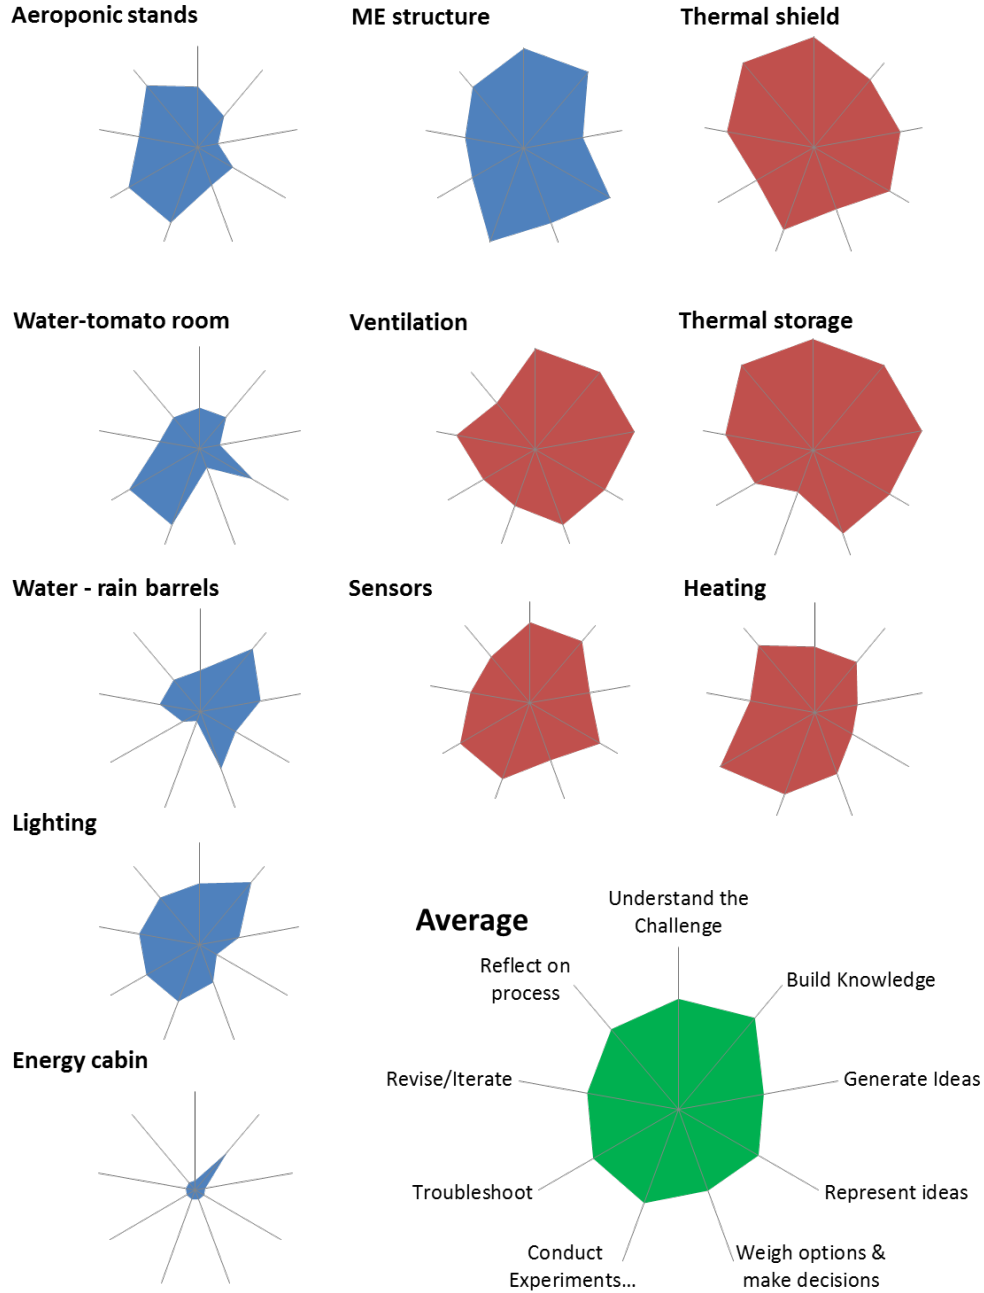 Aeroponic stands
ME structure
Thermal shield
Water-tomato room
Ventilation
Thermal storage
Water - rain barrels
Sensors
Heating
Lighting
Energy cabin
Average
Understand the
Challenge
Build Knowledge
Generate Ideas
Represent ideas
Weigh options &
make decisions
Conduct
Experiments…
Troubleshoot
Revise/Iterate
Reflect on
process